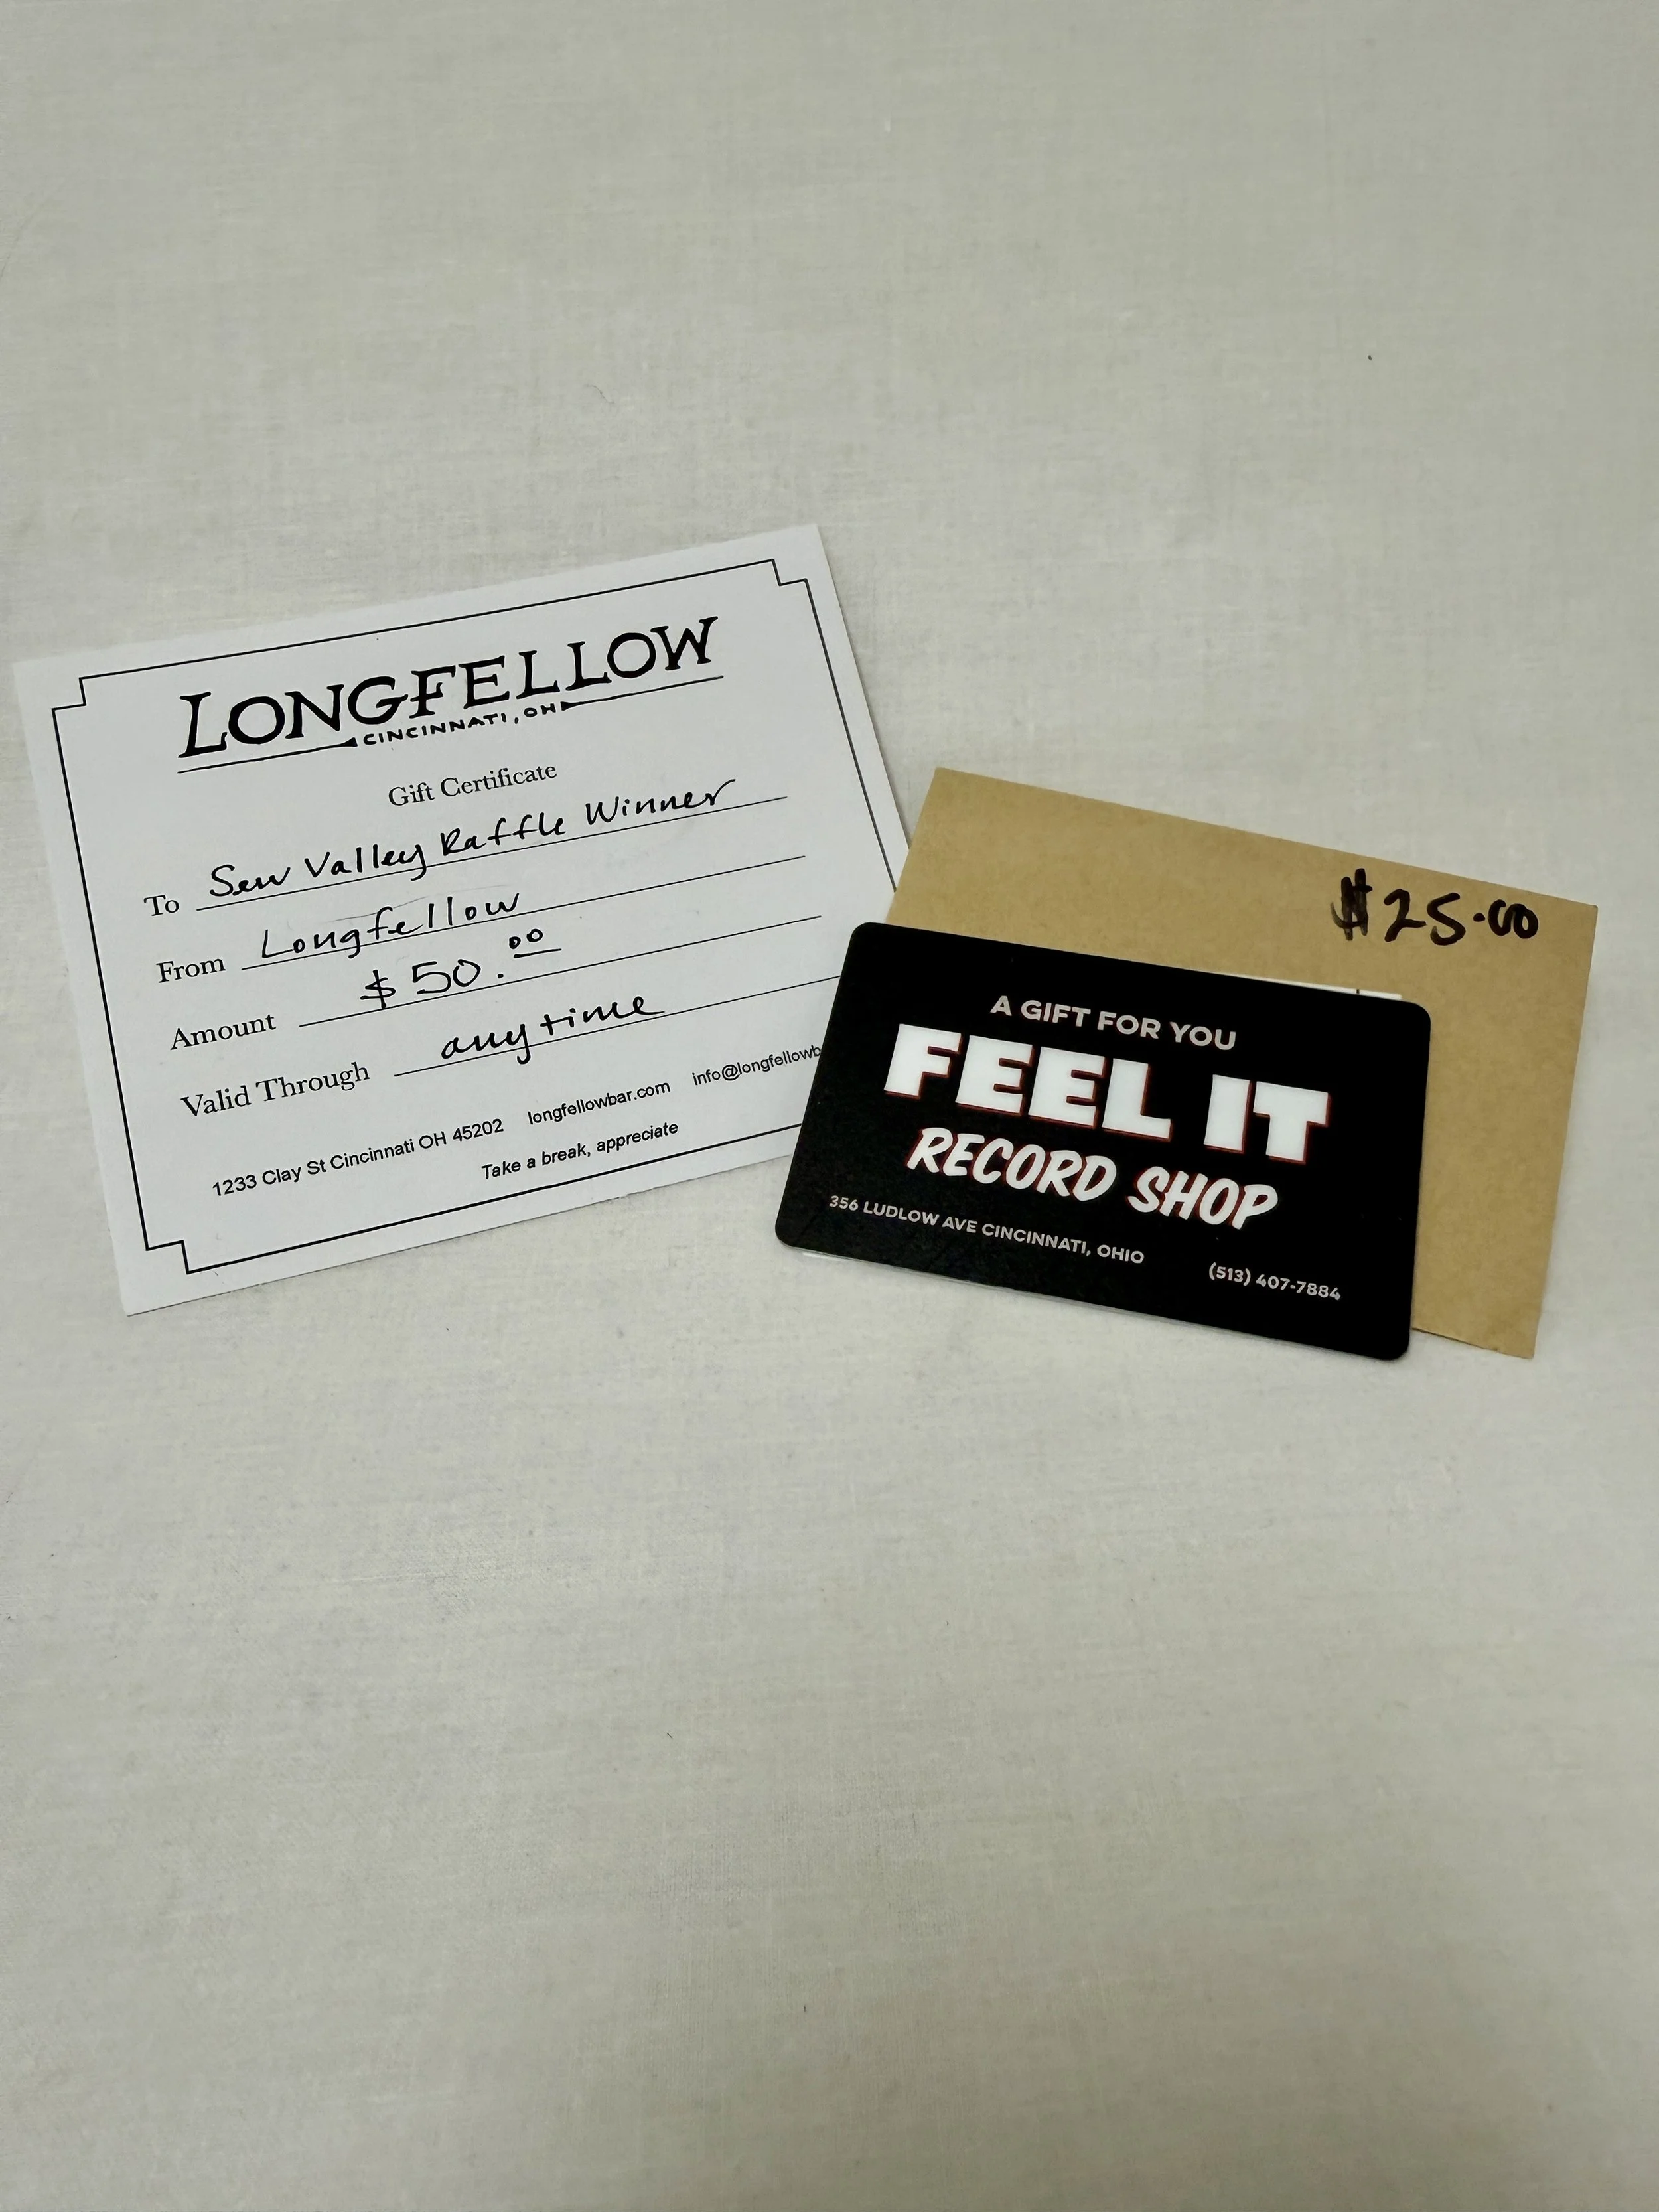 LONGFELLOW
CINCINNATI, OH
Gift Certificate
To Sew Valley Raffle Winner
From Longfellow
Amount $50.00
Valid Through anytime
1233 Clay St Cincinnati OH 45202 longfellowbar.com info@longfellowb
Take a break, appreciate
$25.00
A GIFT FOR YOU
FEEL IT
RECORD SHOP
356 LUDLOW AVE CINCINNATI, OHIO (513) 407-7884